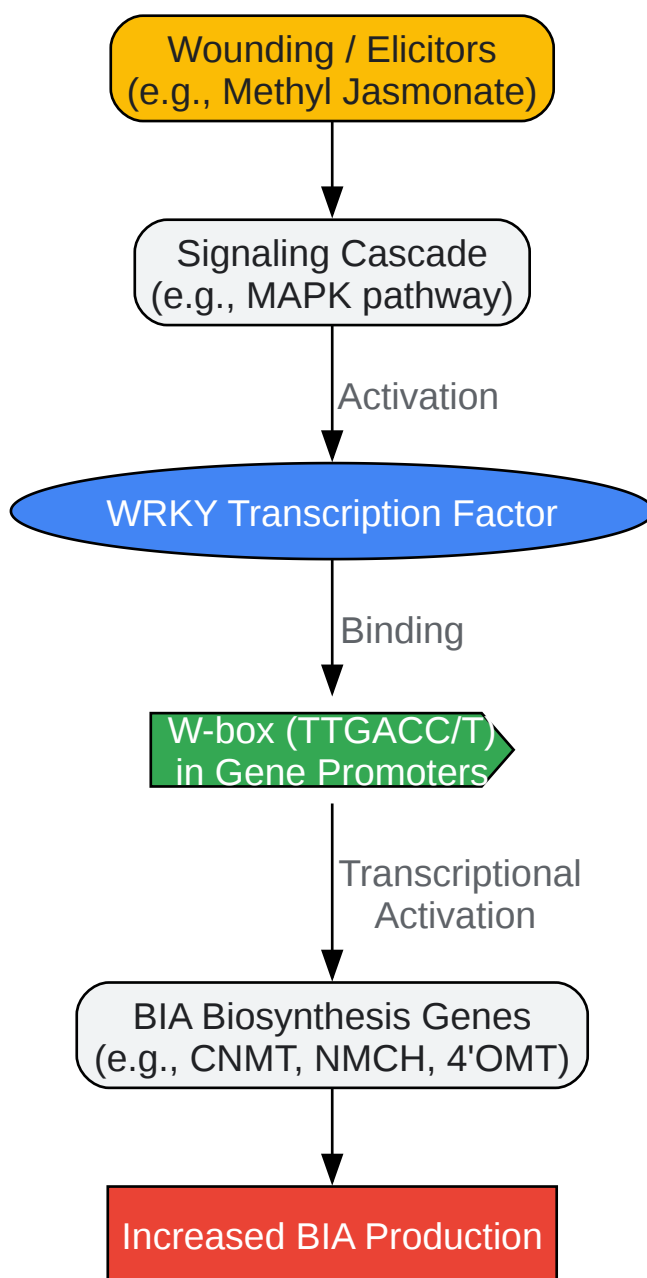 Wounding / Elicitors
(e.g., Methyl Jasmonate)
Signaling Cascade
(e.g., MAPK pathway)
Activation
WRKY Transcription Factor
Binding
W-box (TTGACC/T)
in Gene Promoters
Transcriptional
Activation
BIA Biosynthesis Genes
(e.g., CNMT, NMCH, 4'OMT)
Increased BIA Production